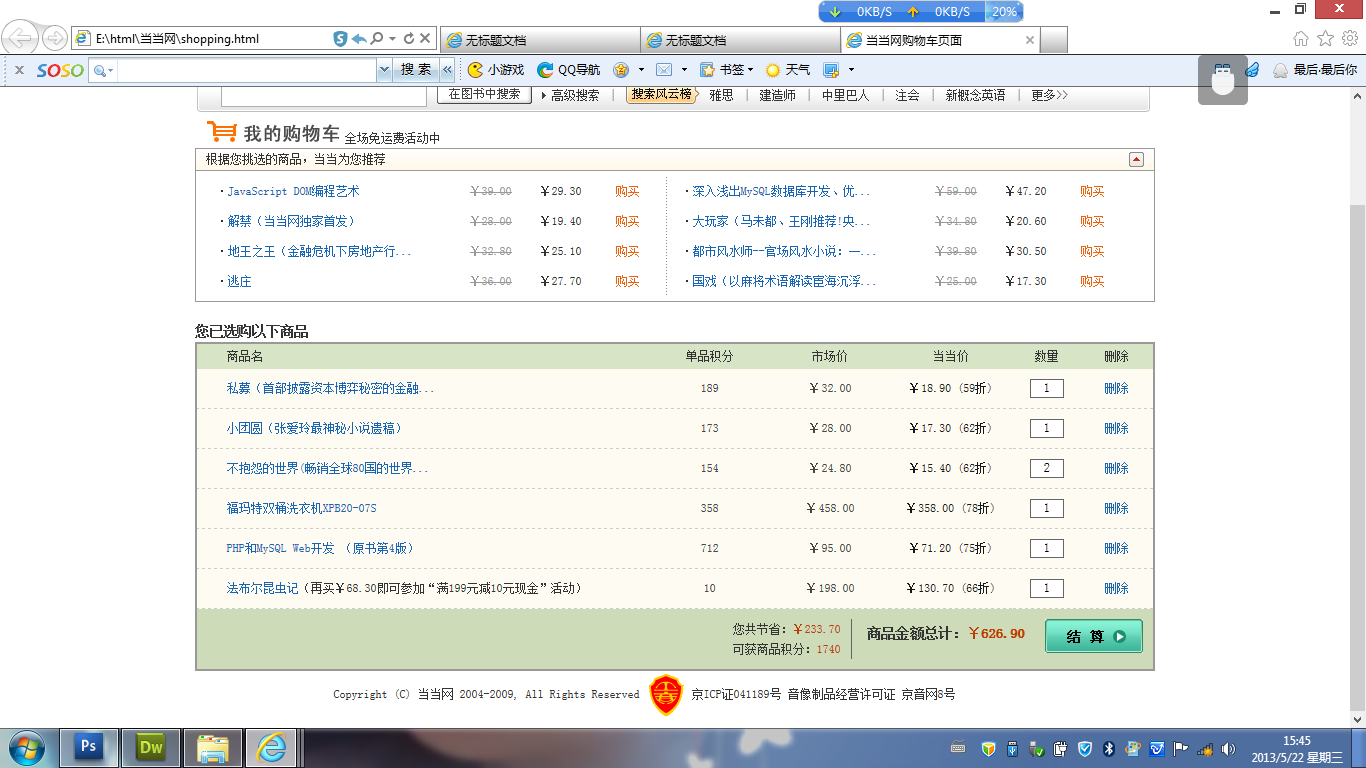 0KB/S 0KB/S 20%
E:\html\当当网\shopping.html
无标题文档 无标题文档 当当网购物车页面
SOSO 搜索 小游戏 QQ导航 书签 天气 最后·最后你
在图书中搜索 高级搜索 搜索风云榜 雅思 建造师 中里巴人 注会 新概念英语 更多>>
我的购物车 全场免运费活动中
根据您挑选的商品，当当为您推荐
·JavaScript DOM编程艺术 ￥39.00 ￥29.30 购买 ·深入浅出MySQL数据库开发、优... ￥59.00 ￥47.20 购买
·解禁（当当网独家首发） ￥28.00 ￥19.40 购买 ·大玩家（马未都、王刚推荐!央... ￥34.80 ￥20.60 购买
·地王之王（金融危机下房地产行... ￥32.80 ￥25.10 购买 ·都市风水师--官场风水小说：一... ￥39.80 ￥30.50 购买
·逃庄 ￥36.00 ￥27.70 购买 ·国戏（以麻将术语解读宦海沉浮... ￥25.00 ￥17.30 购买
您已选购以下商品
商品名 单品积分 市场价 当当价 数量 删除
私募（首部披露资本博弈秘密的金融... 189 ￥32.00 ￥18.90 (59折) 1 删除
小团圆（张爱玲最神秘小说遗稿） 173 ￥28.00 ￥17.30 (62折) 1 删除
不抱怨的世界(畅销全球80国的世界... 154 ￥24.80 ￥15.40 (62折) 2 删除
福玛特双桶洗衣机XPB20-07S 358 ￥458.00 ￥358.00 (78折) 1 删除
PHP和MySQL Web开发 （原书第4版） 712 ￥95.00 ￥71.20 (75折) 1 删除
法布尔昆虫记（再买￥68.30即可参加“满199元减10元现金”活动） 10 ￥198.00 ￥130.70 (66折) 1 删除
您共节省：￥233.70 商品金额总计：￥626.90 结 算
可获商品积分：1740
Copyright (C) 当当网 2004-2009, All Rights Reserved 京ICP证041189号 音像制品经营许可证 京音网8号
Ps Dw
15:45
2013/5/22 星期三